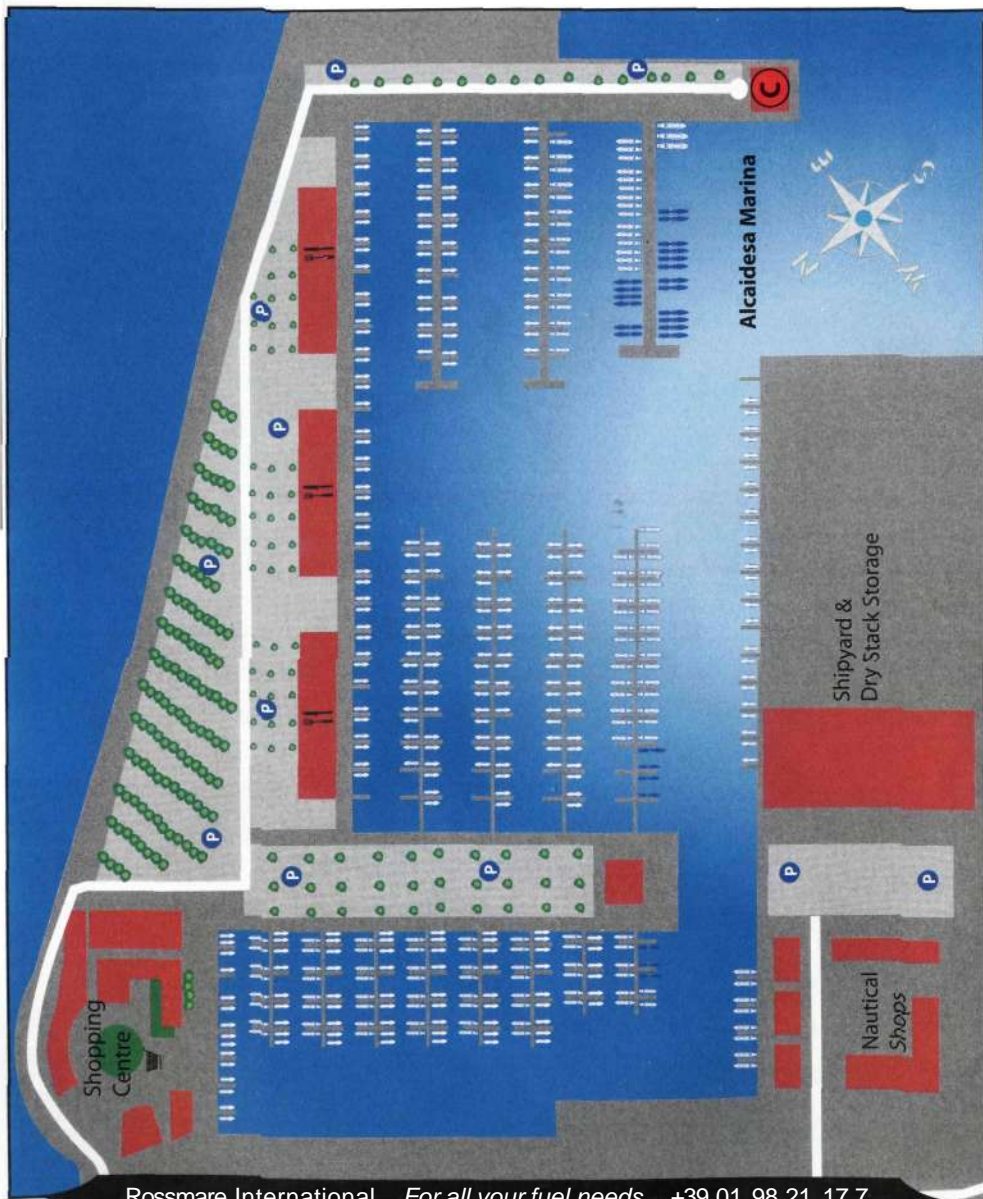 P
P
C
E
S
N
W
Alcaidesa Marina
P
P
P
P
P
P
P
Shipyard &
Dry Stack Storage
P
P
Shopping
Centre
Nautical
Shops
Rossmare International For all your fuel needs +39 01 98 21 17 7